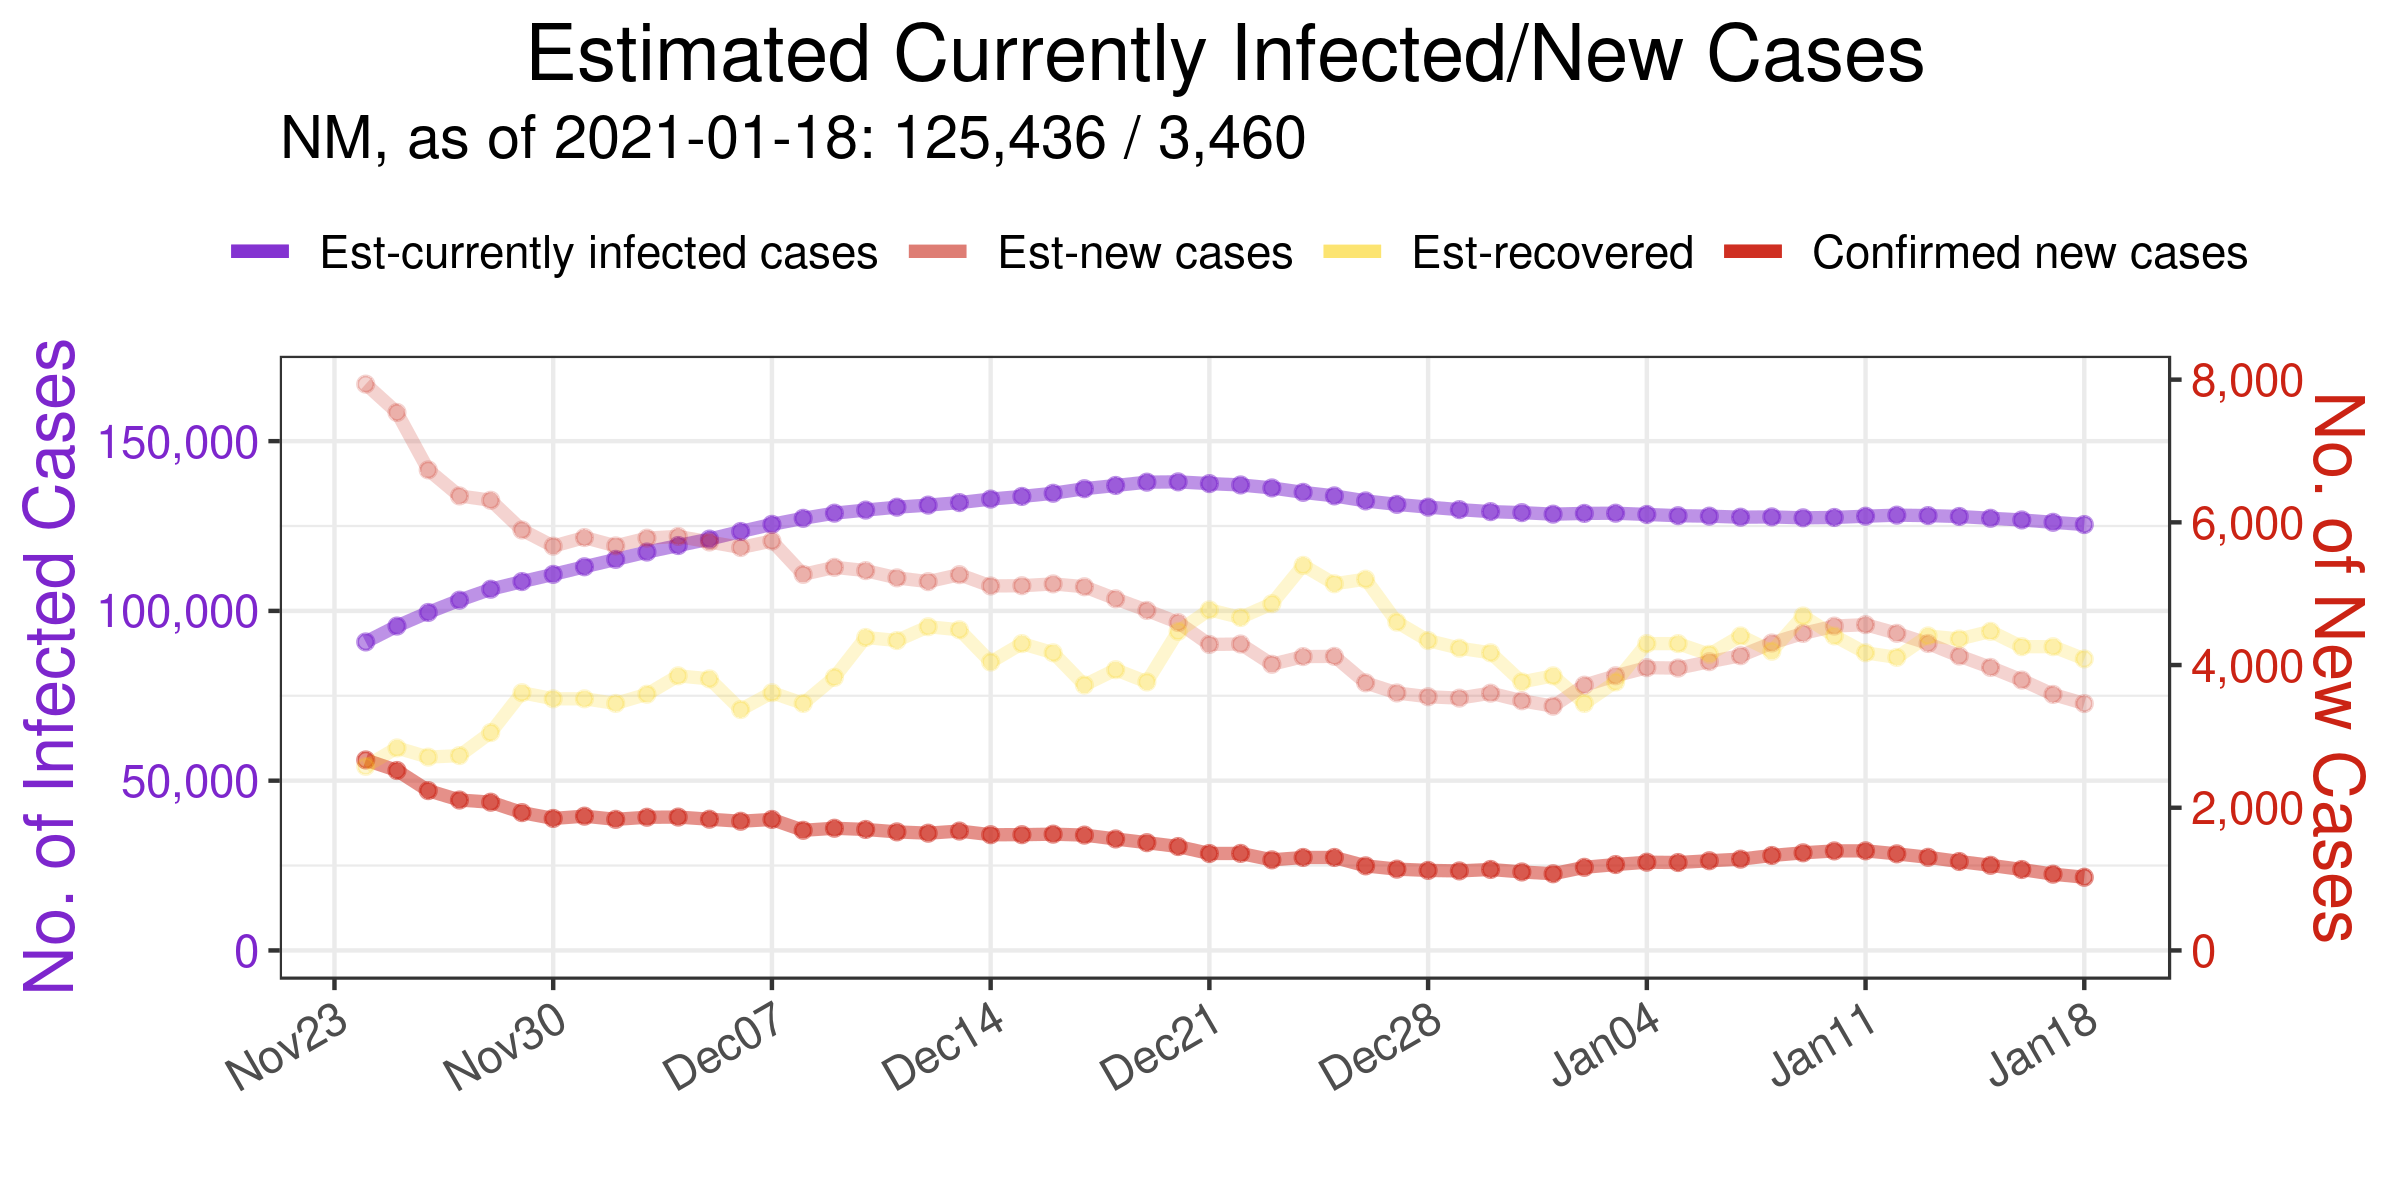 Estimated Currently Infected/New Cases
NM, as of 2021-01-18: 125,436 / 3,460
Est-currently infected cases Est-new cases Est-recovered Confirmed new cases
No. of Infected Cases
150,000
100,000
50,000
0
8,000
6,000
4,000
2,000
0
No. of New Cases
Nov23 Nov30 Dec07 Dec14 Dec21 Dec28 Jan04 Jan11 Jan18